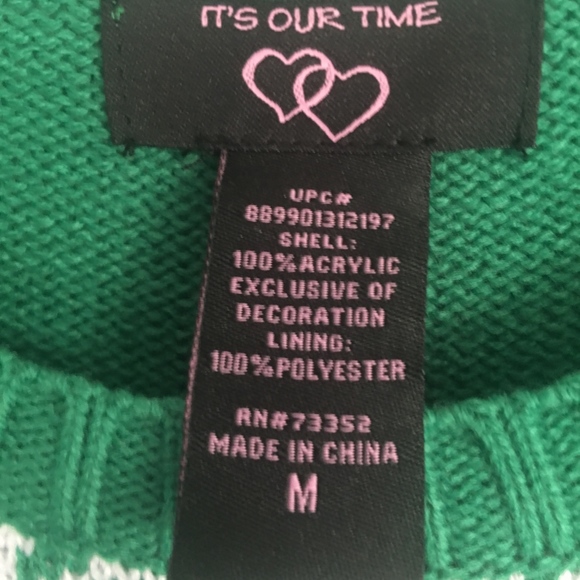 IT'S OUR TIME
UPC#
889901312197
SHELL:
100%ACRYLIC
EXCLUSIVE OF
DECORATION
LINING:
100%POLYESTER
RN#73352
MADE IN CHINA
M